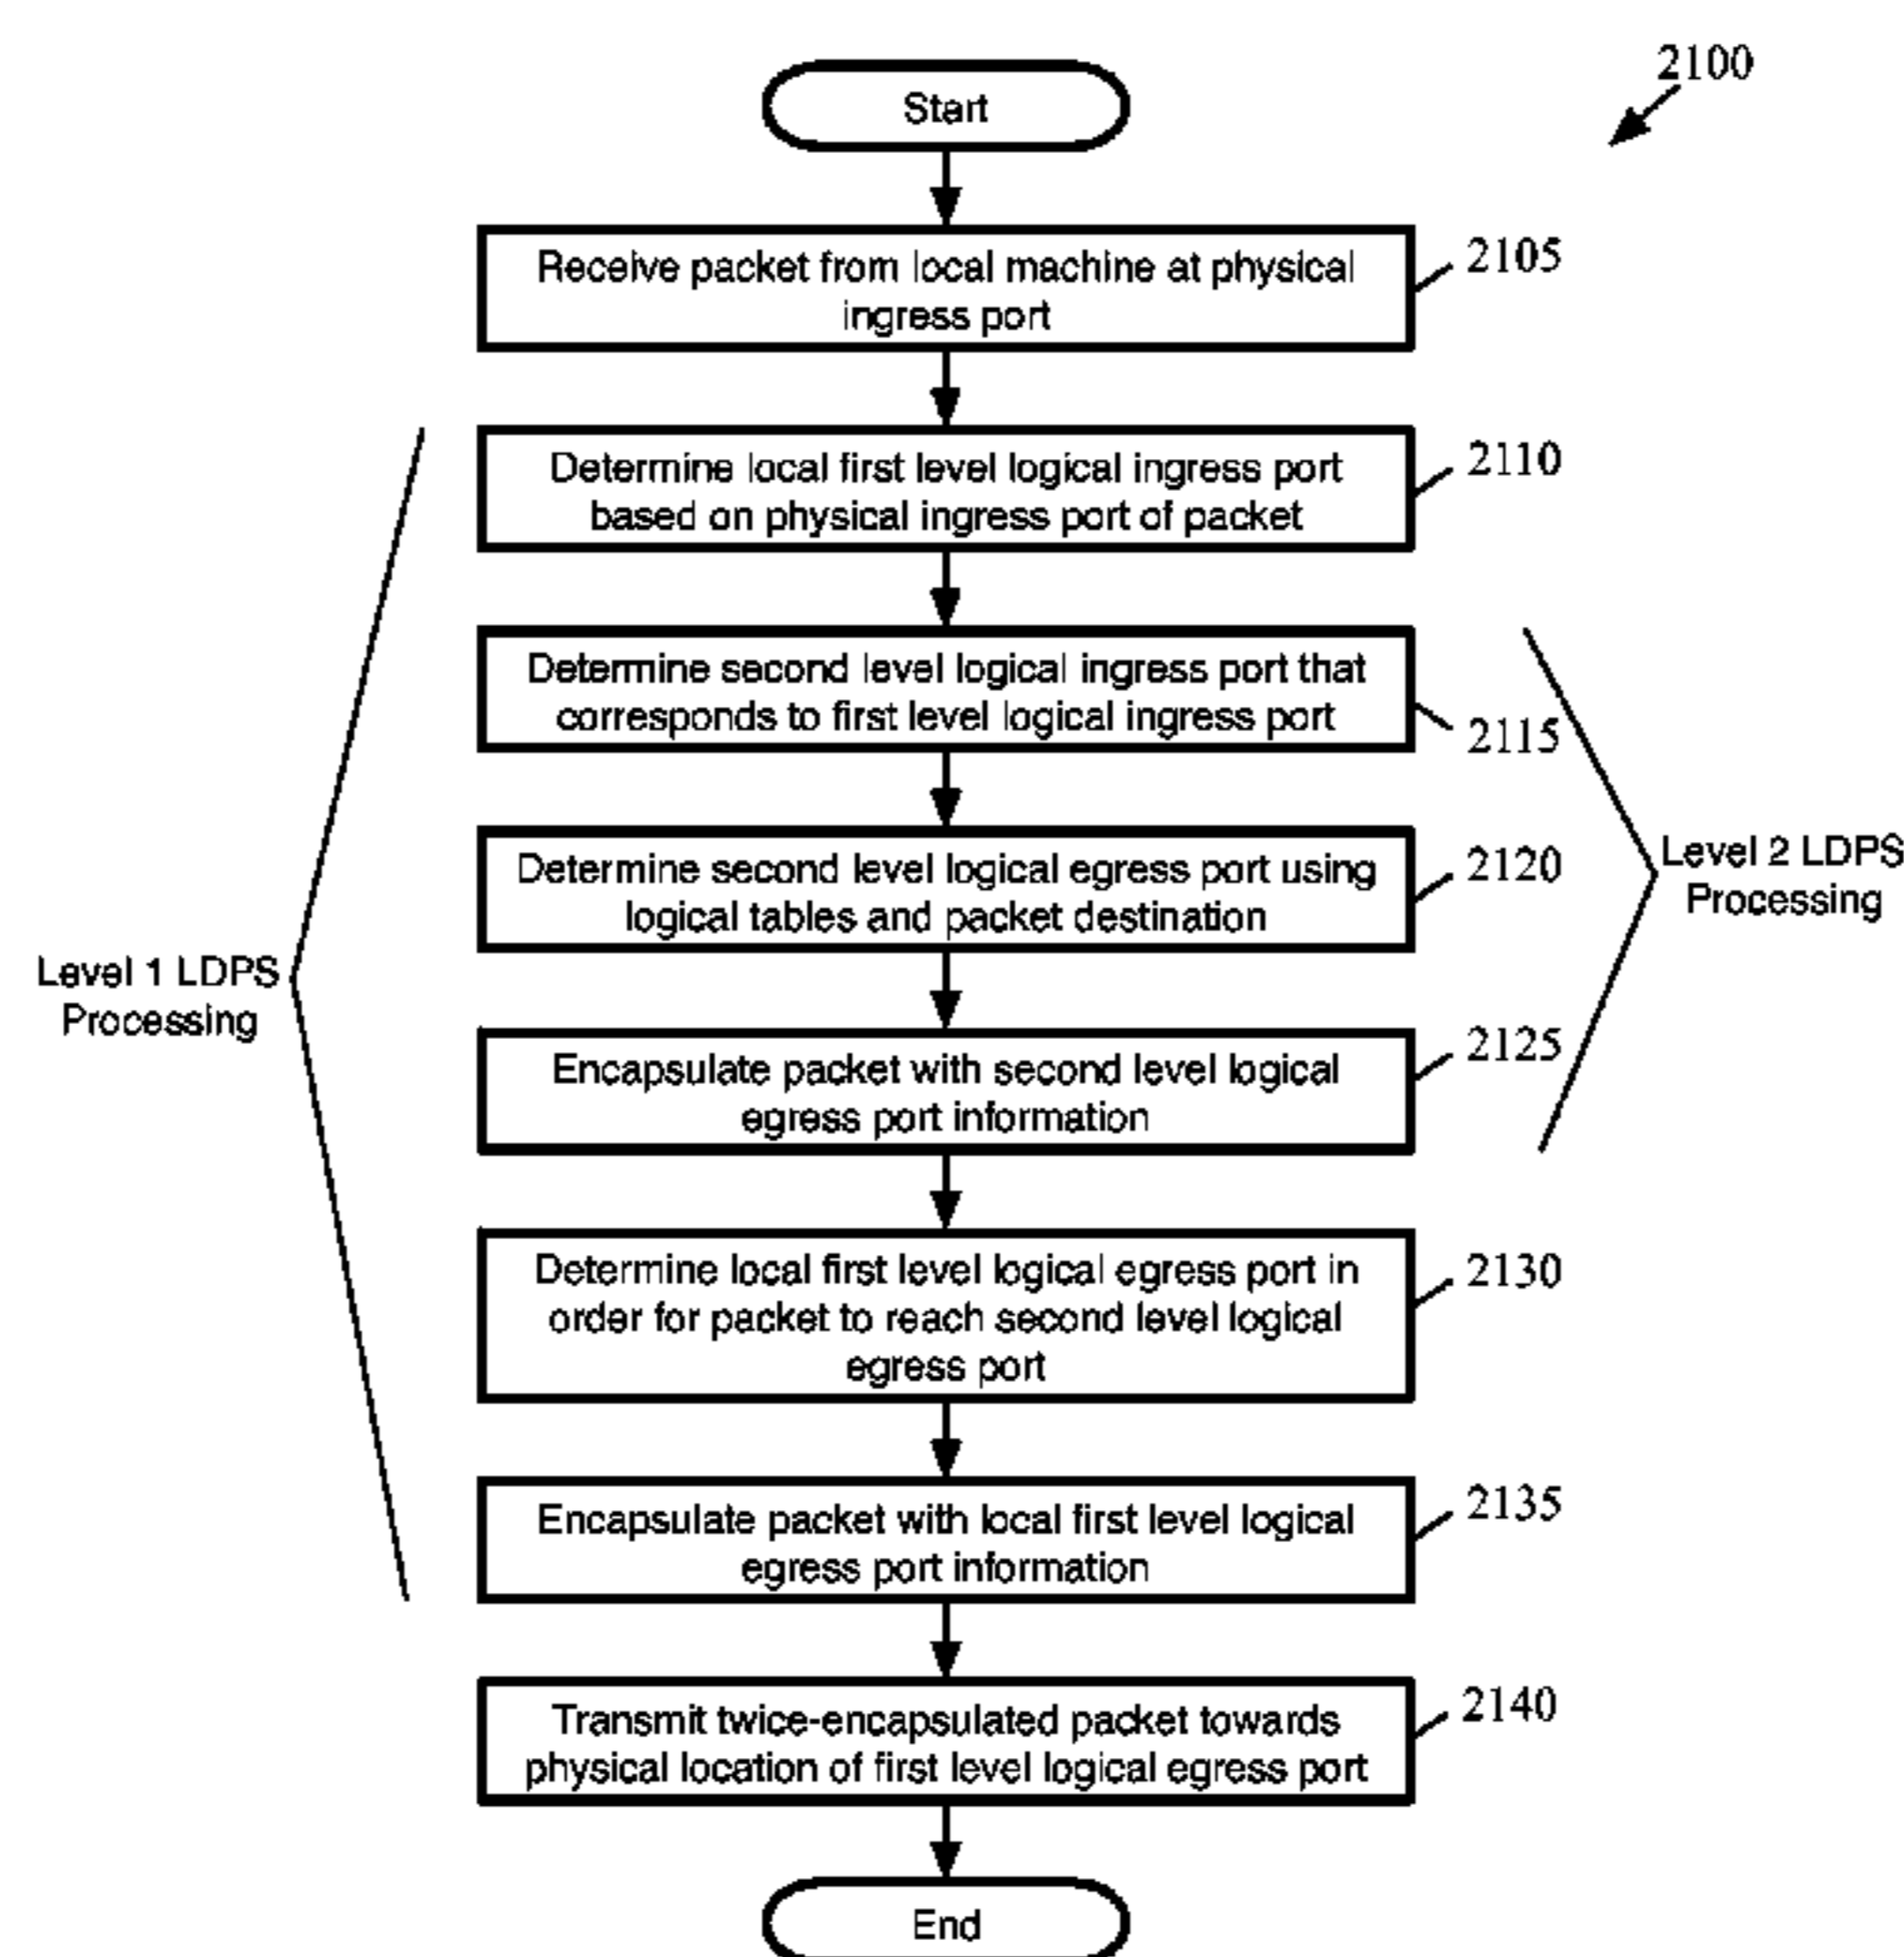 2100
Start
Receive packet from local machine at physical
ingress port
2105
Determine local first level logical ingress port
based on physical ingress port of packet
2110
Determine second level logical ingress port that
corresponds to first level logical ingress port
2115
Determine second level logical egress port using
logical tables and packet destination
2120
Level 2 LDPS
Processing
Level 1 LDPS
Processing
Encapsulate packet with second level logical
egress port information
2125
Determine local first level logical egress port in
order for packet to reach second level logical
egress port
2130
Encapsulate packet with local first level logical
egress port information
2135
Transmit twice-encapsulated packet towards
physical location of first level logical egress port
2140
End